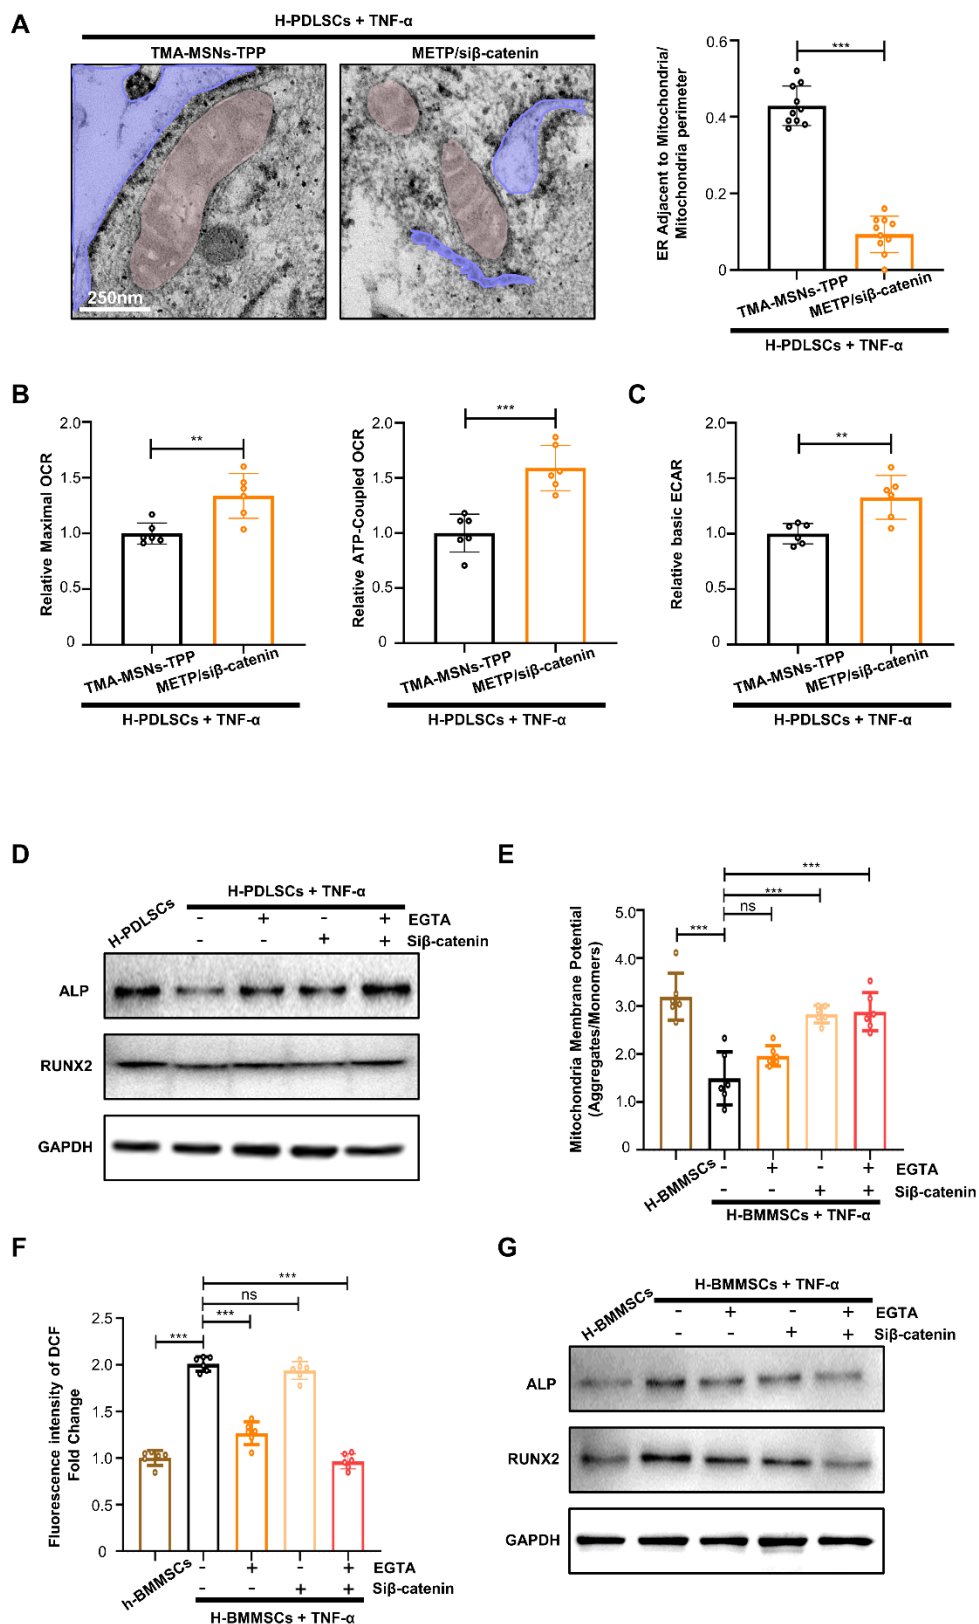 A
H-PDLSCs + TNF-α
TMA-MSNs-TPP
METP/siβ-catenin
250nm
ER Adjacent to Mitochondria/
Mitochondria perimeter
0.6
0.4
0.2
0
***
TMA-MSNs-TPP
METP/siβ-catenin
H-PDLSCs + TNF-α
B
Relative Maximal OCR
2.0
1.5
1.0
0.5
0
**
TMA-MSNs-TPP
METP/siβ-catenin
H-PDLSCs + TNF-α
Relative ATP-Coupled OCR
2.0
1.5
1.0
0.5
0
***
TMA-MSNs-TPP
METP/siβ-catenin
H-PDLSCs + TNF-α
C
Relative basic ECAR
2.0
1.5
1.0
0.5
0
**
TMA-MSNs-TPP
METP/siβ-catenin
H-PDLSCs + TNF-α
D
H-PDLSCs
H-PDLSCs + TNF-α
- + - + EGTA
- - + + Siβ-catenin
ALP
RUNX2
GAPDH
E
Mitochondria Membrane Potential
(Aggregates/Monomers)
5.0
4.0
3.0
2.0
1.0
0
***
ns
***
***
H-BMMSCs
- + - + EGTA
- - + + Siβ-catenin
H-BMMSCs + TNF-α
F
Fluorescence intensity of DCF
Fold Change
2.5
2.0
1.5
1.0
0.5
0
***
***
ns
***
h-BMMSCs
- + - + EGTA
- - + + Siβ-catenin
H-BMMSCs + TNF-α
G
H-BMMSCs
H-BMMSCs + TNF-α
- + - + EGTA
- - + + Siβ-catenin
ALP
RUNX2
GAPDH